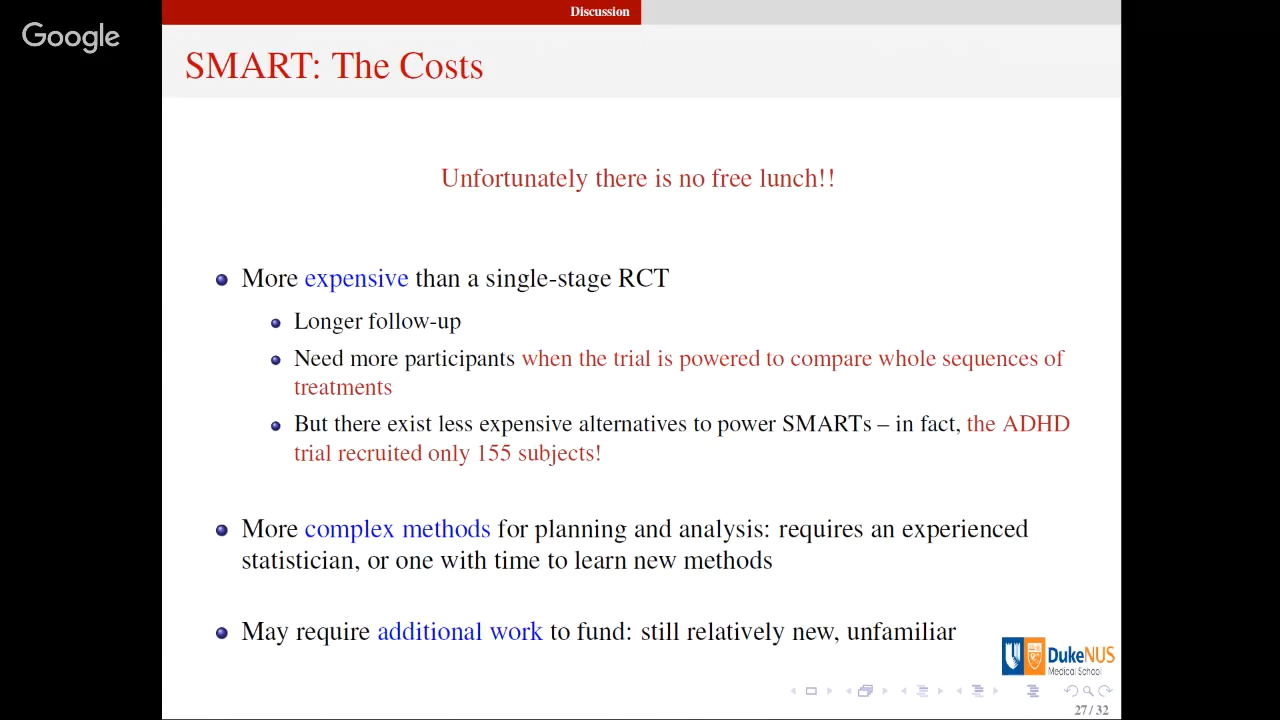 Discussion
Google
SMART: The Costs
Unfortunately there is no free lunch!!
More expensive than a single-stage RCT
Longer follow-up
Need more participants when the trial is powered to compare whole sequences of
treatments
But there exist less expensive alternatives to power SMARTs – in fact, the ADHD
trial recruited only 155 subjects!
More complex methods for planning and analysis: requires an experienced
statistician, or one with time to learn new methods
May require additional work to fund: still relatively new, unfamiliar
DukeNUS
Medical School
27 / 32